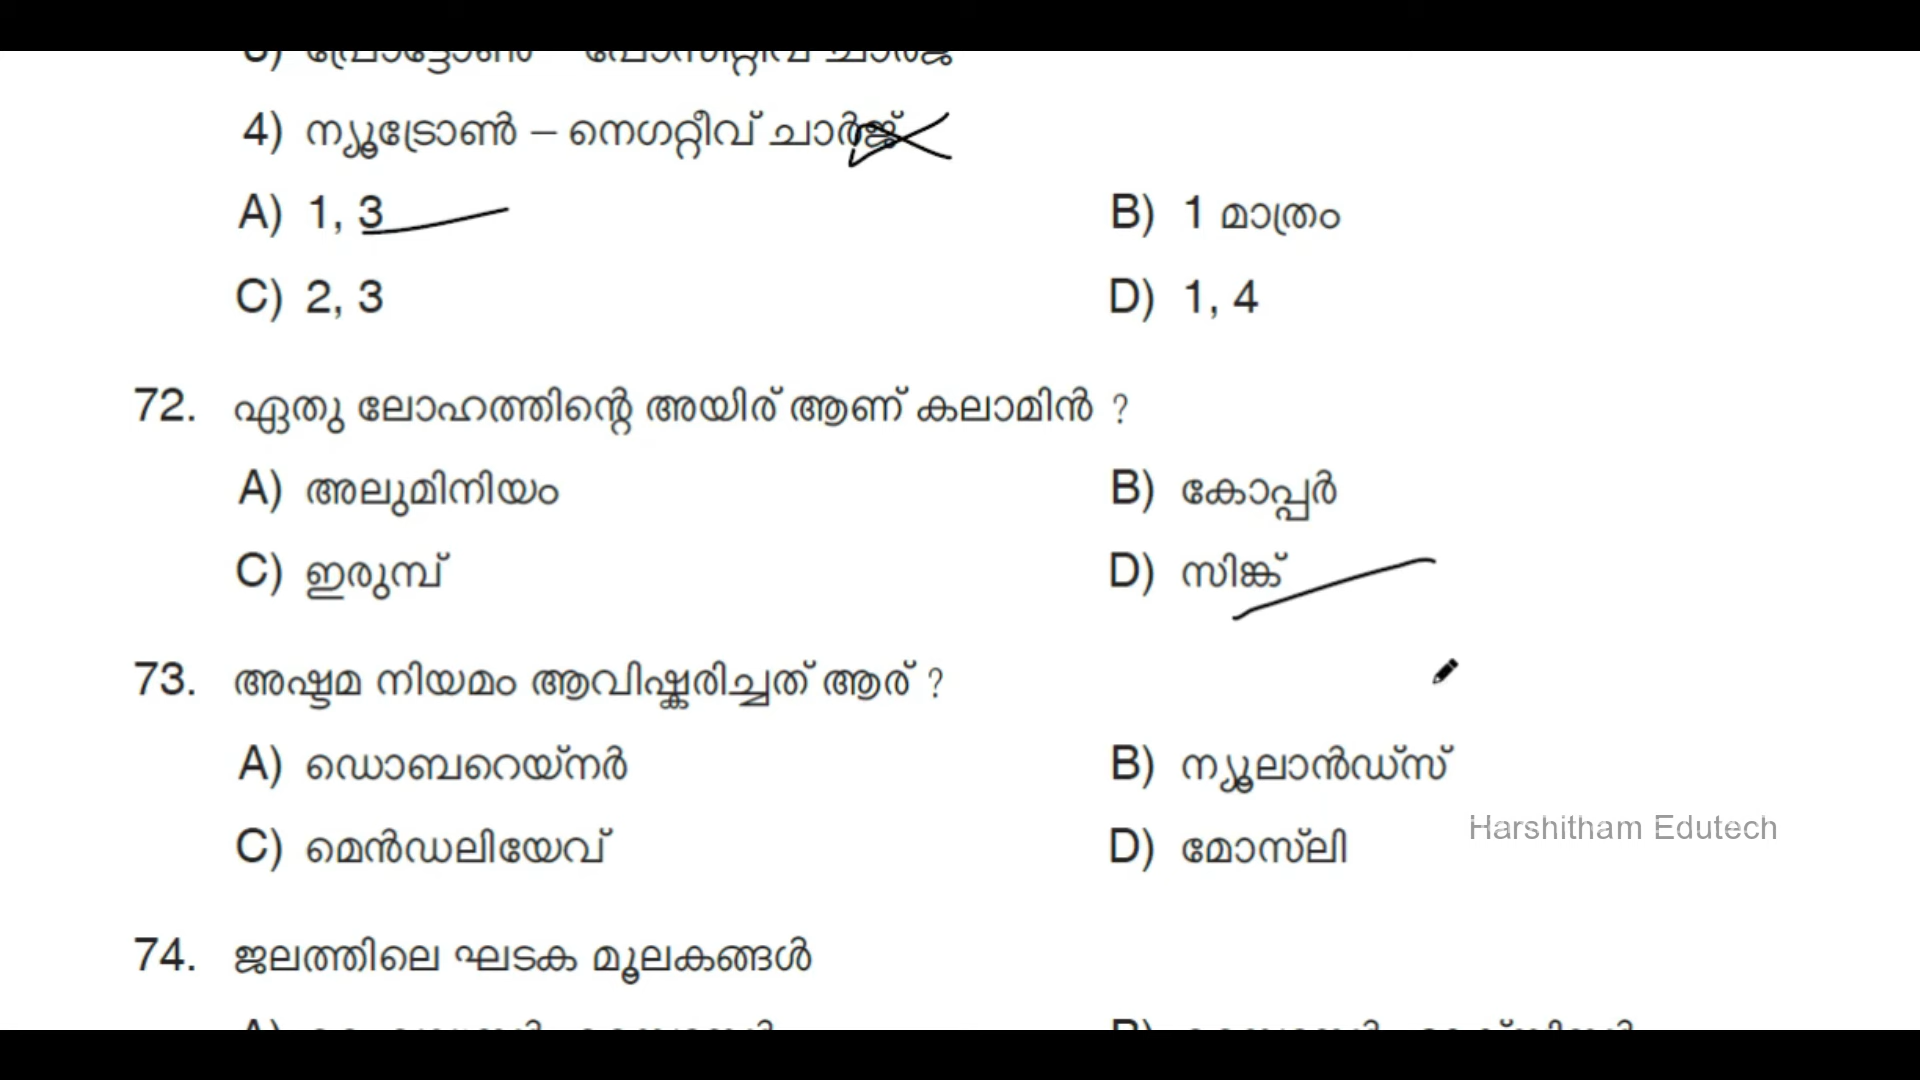 3) പ്രോട്ടോൺ – പോസിറ്റീവ് ചാർജ്
4) ന്യൂട്രോൺ – നെഗറ്റീവ് ചാർജ്
A) 1, 3
B) 1 മാത്രം
C) 2, 3
D) 1, 4
72. ഏതു ലോഹത്തിന്റെ അയിര് ആണ് കലാമിൻ ?
A) അലുമിനിയം
B) കോപ്പർ
C) ഇരുമ്പ്
D) സിങ്ക്
73. അഷ്ടമ നിയമം ആവിഷ്കരിച്ചത് ആര് ?
A) ഡൊബറെയ്നർ
B) ന്യൂലാൻഡ്സ്
C) മെൻഡലിയേവ്
D) മോസ്‌ലി
Harshitham Edutech
74. ജലത്തിലെ ഘടക മൂലകങ്ങൾ
A)
B)